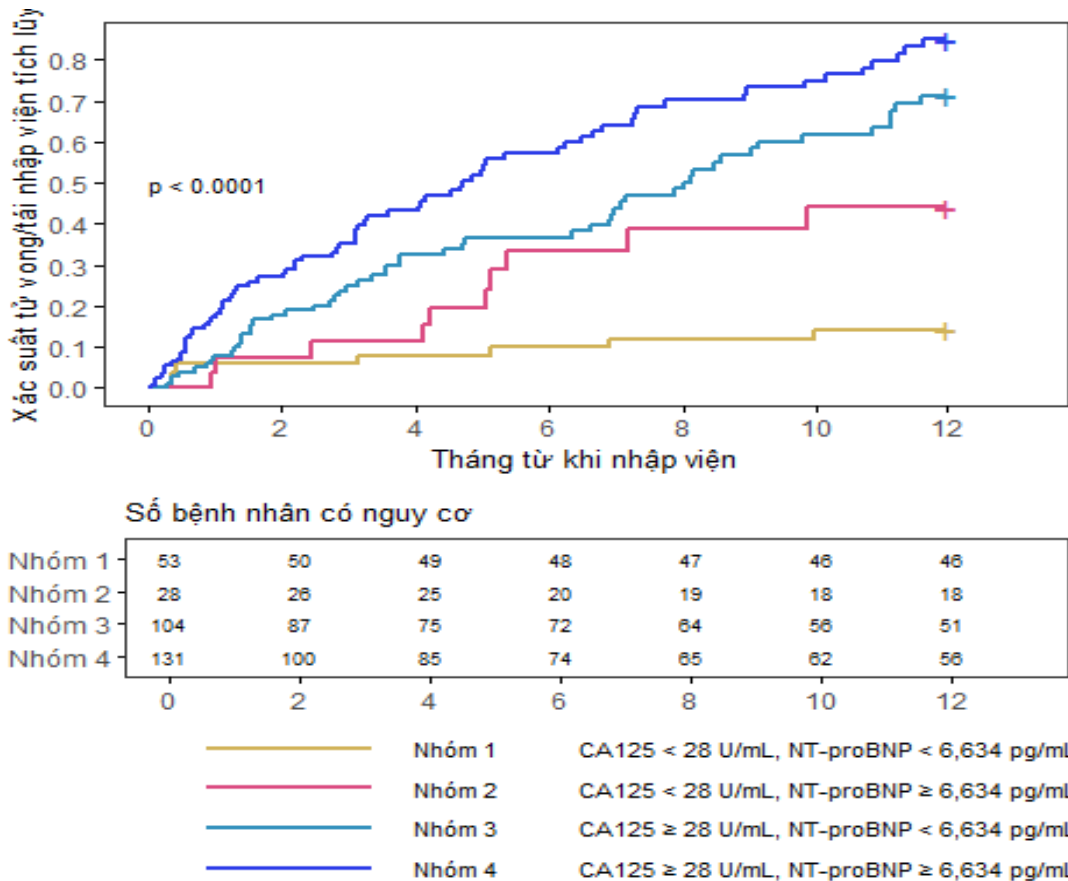 Xác suất tử vong/tái nhập viện tích lũy
0.8
0.7
0.6
0.5
0.4
0.3
0.2
0.1
0.0
p < 0.0001
0 2 4 6 8 10 12
Tháng từ khi nhập viện
Số bệnh nhân có nguy cơ
Nhóm 1 53 50 49 48 47 46 46
Nhóm 2 28 26 25 20 19 18 18
Nhóm 3 104 87 75 72 64 56 51
Nhóm 4 131 100 85 74 65 62 56
0 2 4 6 8 10 12
Nhóm 1 CA125 < 28 U/mL, NT-proBNP < 6,634 pg/mL
Nhóm 2 CA125 < 28 U/mL, NT-proBNP ≥ 6,634 pg/mL
Nhóm 3 CA125 ≥ 28 U/mL, NT-proBNP < 6,634 pg/mL
Nhóm 4 CA125 ≥ 28 U/mL, NT-proBNP ≥ 6,634 pg/mL